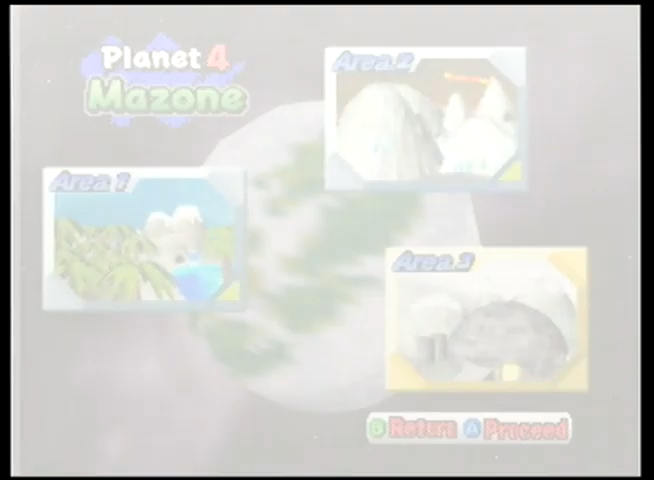 Planet 4
Mazone
Area 2
Area 1
Area 3
B Return A Proceed